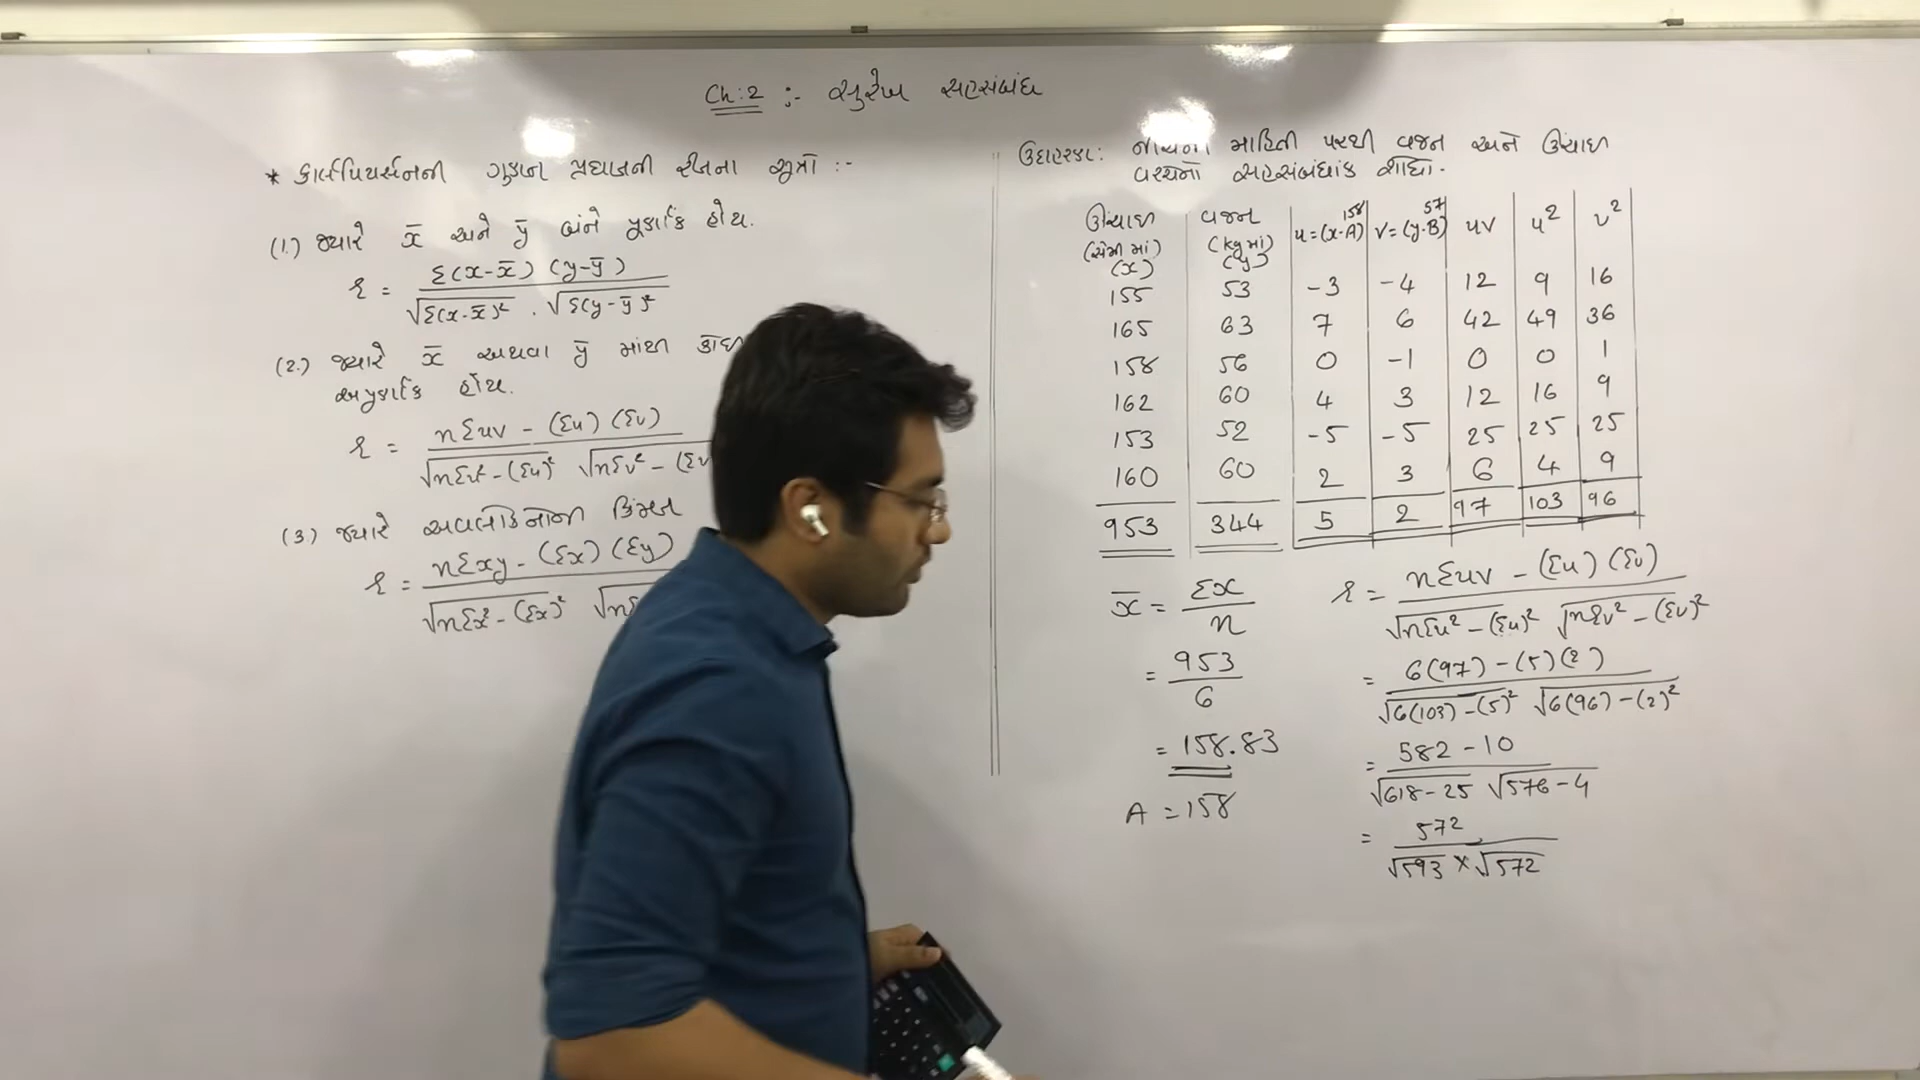 Ch:2 :- સુરેખ સહસંબંધ
* કાર્લપિયર્સનની ગુણાન પ્રઘાતની રીતના સૂત્રો :-
(1.) જ્યારે x̄ અને ȳ બંને પૂર્ણાંક હોય.
r = Σ(x-x̄) (y-ȳ) / √Σ(x-x̄)² . √Σ(y-ȳ)²
(2.) જ્યારે x̄ અથવા ȳ માંથી કોઇ
અપૂર્ણાંક હોય.
r = nΣuv - (Σu) (Σv) / √nΣu² - (Σu)² √nΣv² - (Σv
(3.) જ્યારે અવલોકનોની કિંમત
r = nΣxy - (Σx) (Σy) / √nΣx² - (Σx)² √nΣ
ઉદાહરણ: નીચેની માહિતી પરથી વજન અને ઊંચાઇ
વચ્ચેનો સહસંબંધાંક શોધો.
ઊંચાઇ (સેમી માં) (x) વજન (kg માં) (y) u = (x-A) 158 v = (y-B) 57 uv u² v²
155 53 -3 -4 12 9 16
165 63 7 6 42 49 36
158 56 0 -1 0 0 1
162 60 4 3 12 16 9
153 52 -5 -5 25 25 25
160 60 2 3 6 4 9
953 344 5 2 97 103 96
x̄ = Σx / n
= 953 / 6
= 158.83
A = 158
r = nΣuv - (Σu) (Σv) / √nΣu² - (Σu)² √nΣv² - (Σv)²
= 6(97) - (5) (2) / √6(103) - (5)² √6(96) - (2)²
= 582 - 10 / √618 - 25 √576 - 4
= 572 / √593 × √572